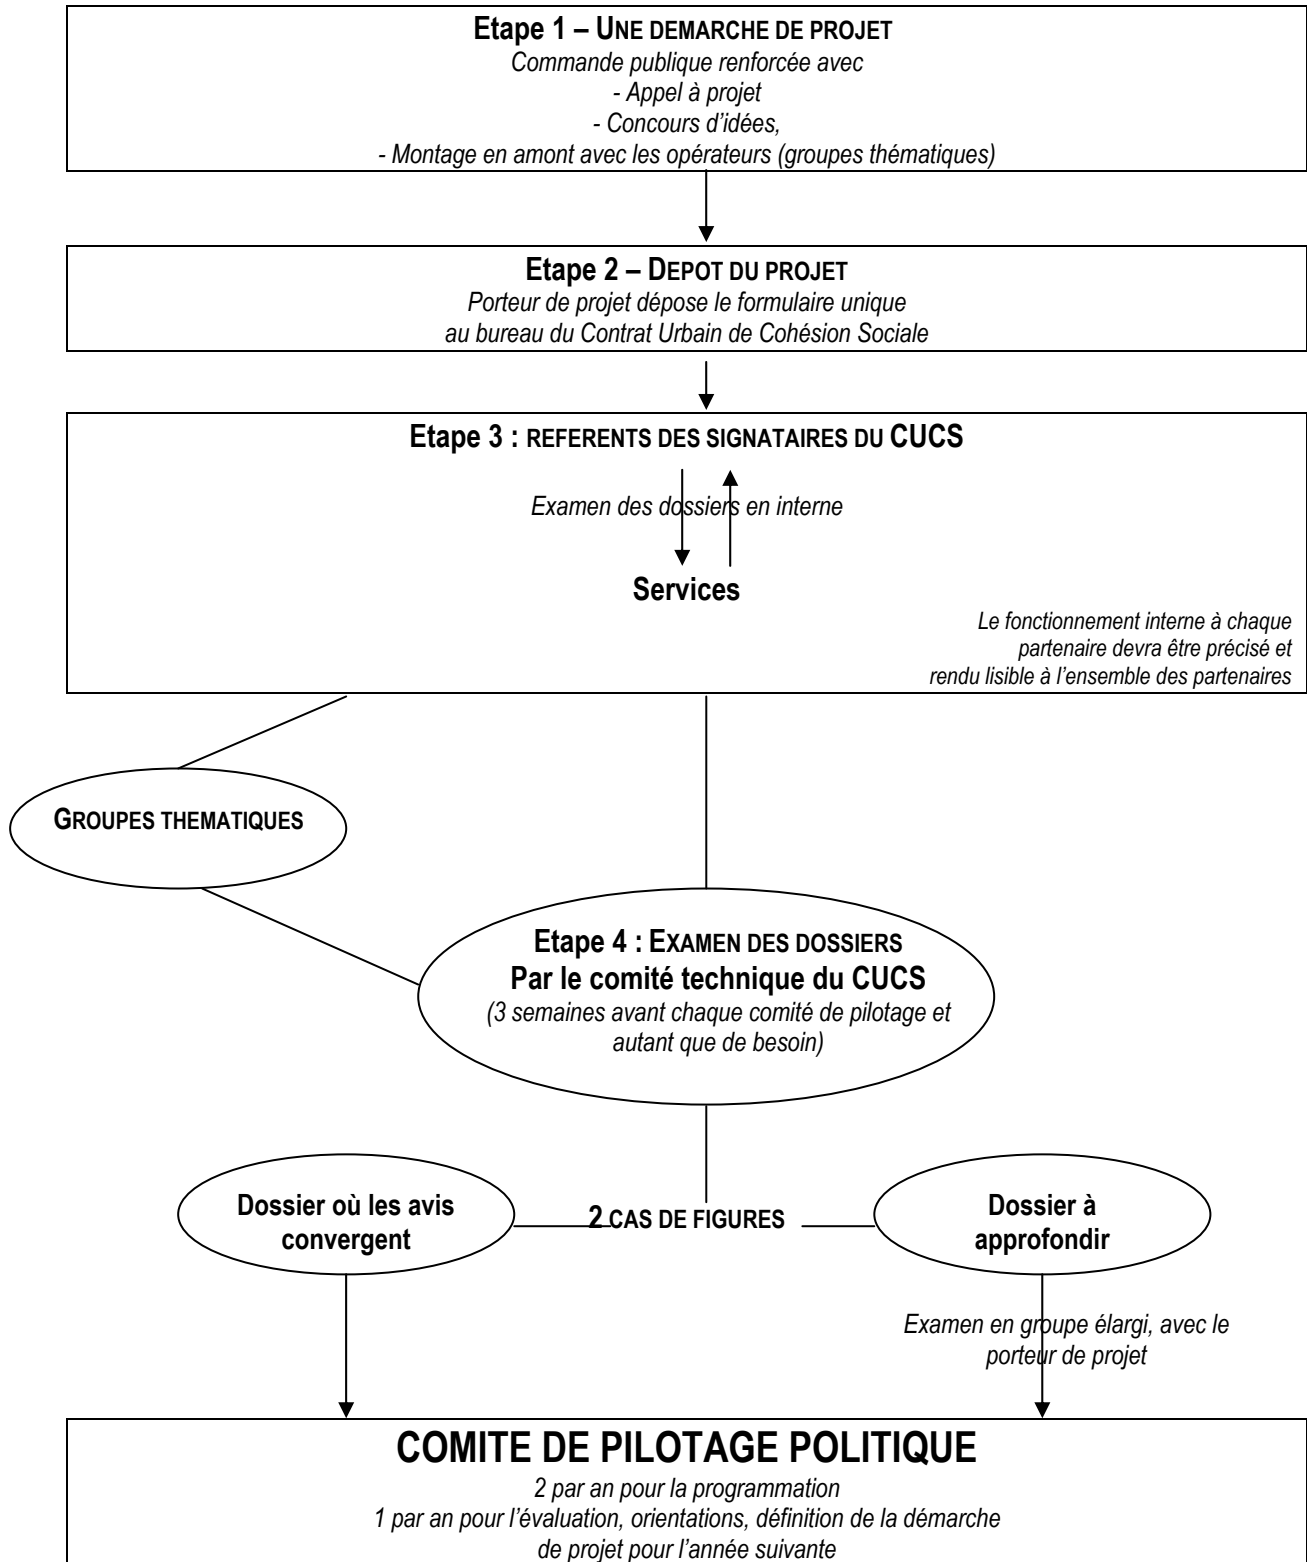 Etape 1 – UNE DEMARCHE DE PROJET
Commande publique renforcée avec
- Appel à projet
- Concours d'idées,
- Montage en amont avec les opérateurs (groupes thématiques)
Etape 2 – DEPOT DU PROJET
Porteur de projet dépose le formulaire unique
au bureau du Contrat Urbain de Cohésion Sociale
Etape 3 : REFERENTS DES SIGNATAIRES DU CUCS
Examen des dossiers en interne
Services
Le fonctionnement interne à chaque
partenaire devra être précisé et
rendu lisible à l'ensemble des partenaires
GROUPES THEMATIQUES
Etape 4 : EXAMEN DES DOSSIERS
Par le comité technique du CUCS
(3 semaines avant chaque comité de pilotage et
autant que de besoin)
Dossier où les avis
convergent
2 CAS DE FIGURES
Dossier à
approfondir
Examen en groupe élargi, avec le
porteur de projet
COMITE DE PILOTAGE POLITIQUE
2 par an pour la programmation
1 par an pour l'évaluation, orientations, définition de la démarche
de projet pour l'année suivante